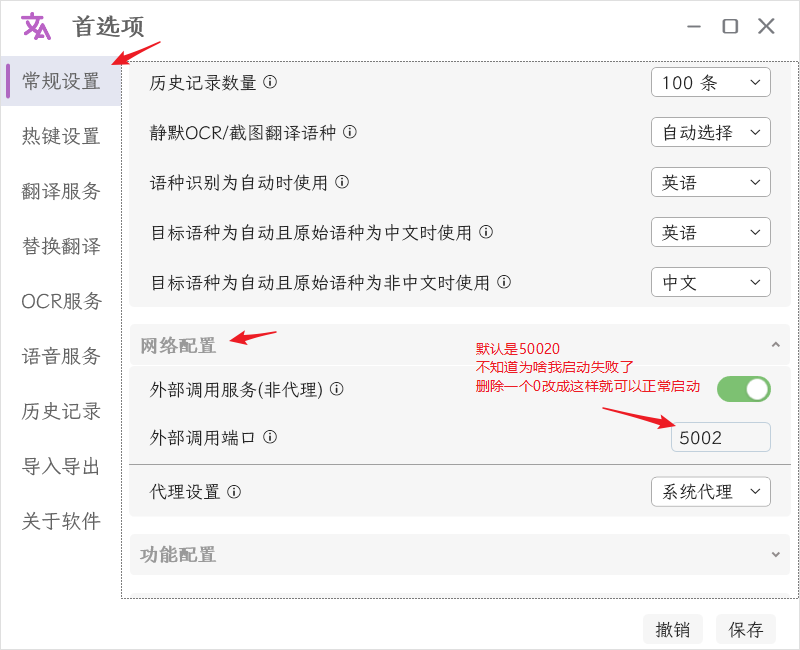 首选项
常规设置
热键设置
翻译服务
替换翻译
OCR服务
语音服务
历史记录
导入导出
关于软件
历史记录数量
100 条
静默OCR/截图翻译语种
自动选择
语种识别为自动时使用
英语
目标语种为自动且原始语种为中文时使用
英语
目标语种为自动且原始语种为非中文时使用
中文
网络配置
默认是50020
不知道为啥我启动失败了
删除一个0改成这样就可以正常启动
外部调用服务(非代理)
外部调用端口
5002
代理设置
系统代理
功能配置
撤销
保存